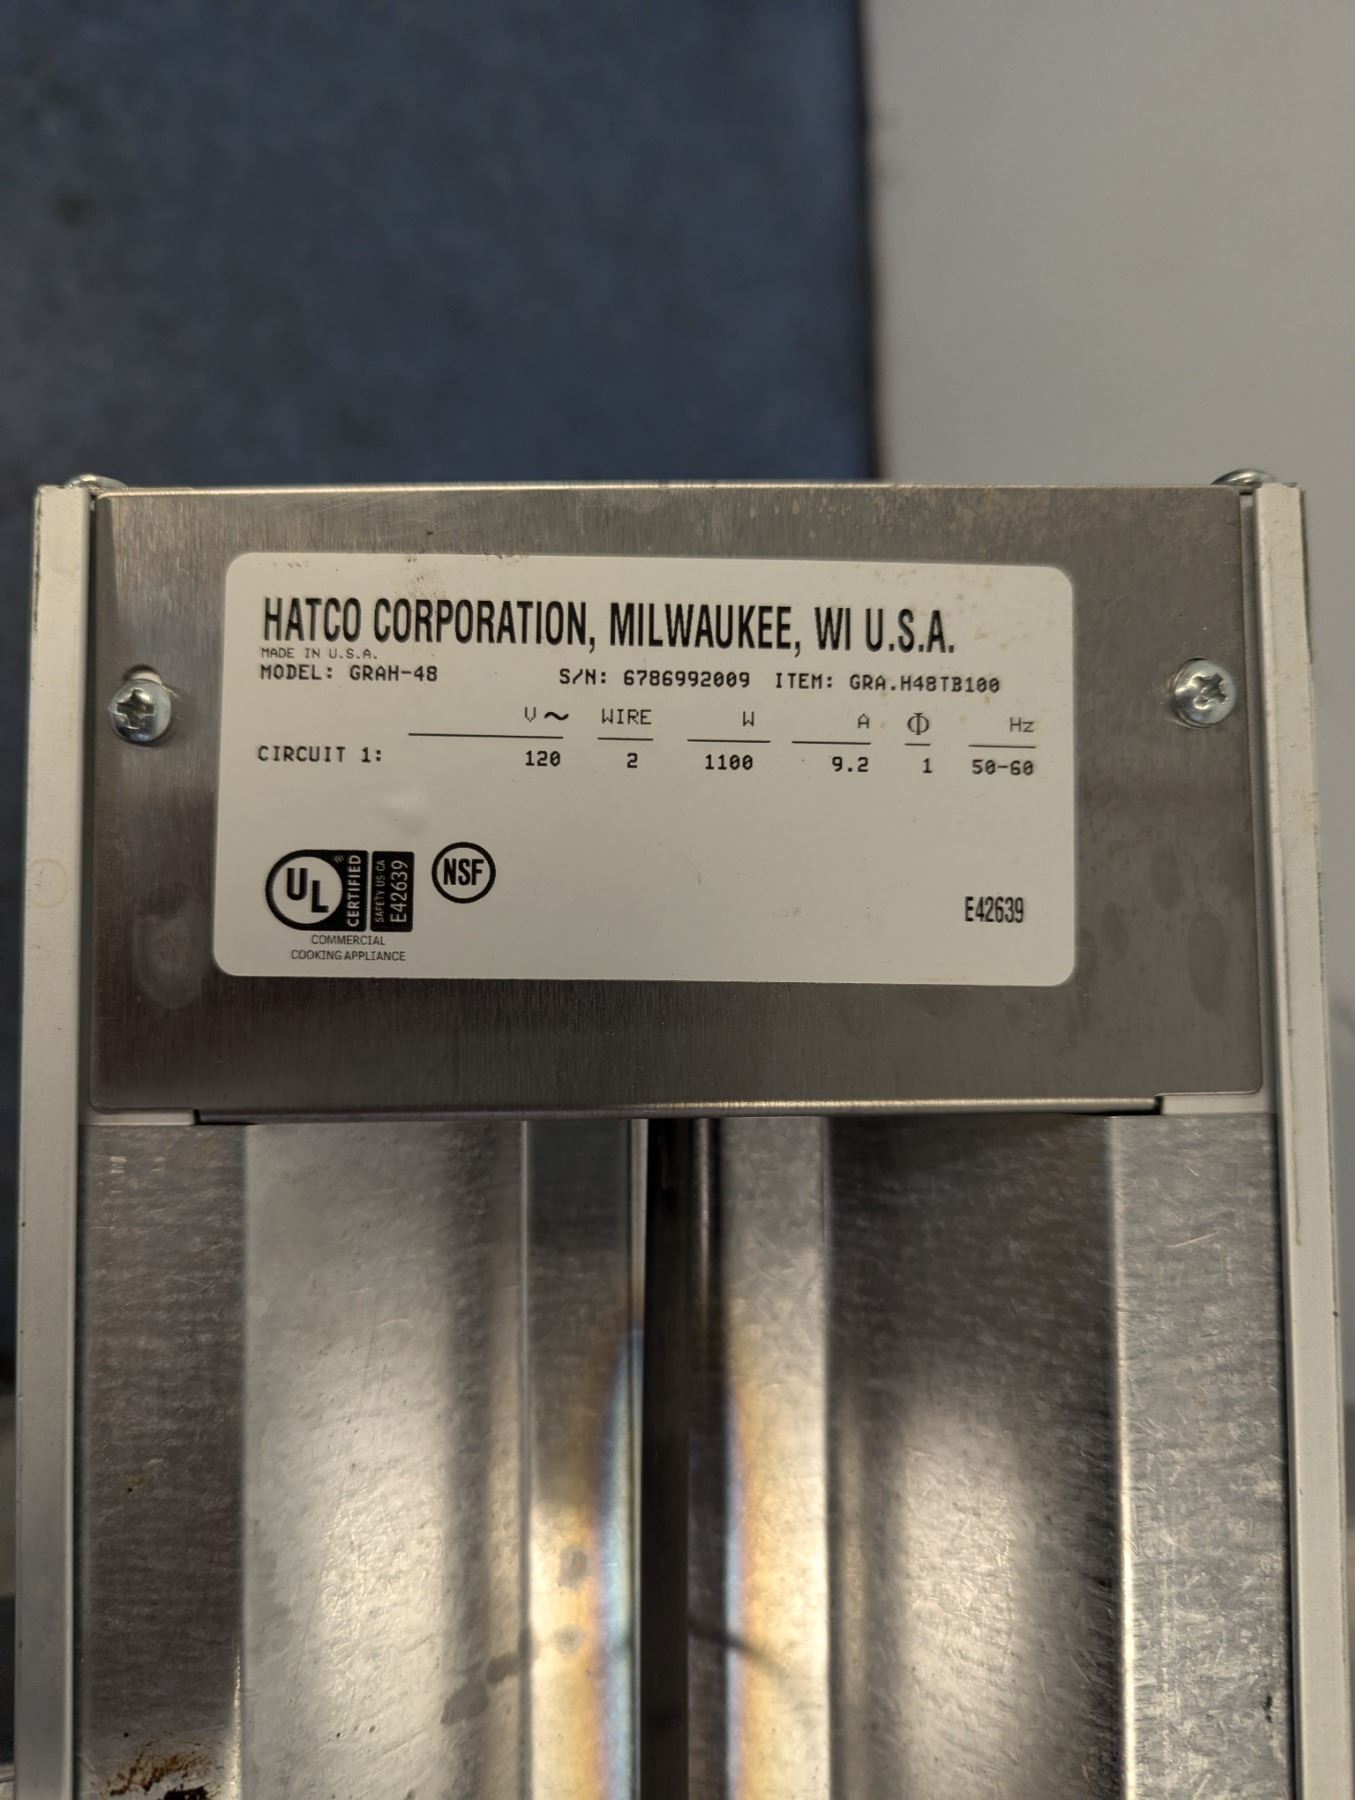 HATCO CORPORATION, MILWAUKEE, WI U.S.A.
MADE IN U.S.A.
MODEL: GRAH-48 S/N: 6786992009 ITEM: GRA.H48TB100
V~ WIRE W A Φ Hz
CIRCUIT 1: 120 2 1100 9.2 1 50-60
UL® CERTIFIED SAFETY US-CA E42639 NSF
COMMERCIAL
COOKING APPLIANCE
E42639